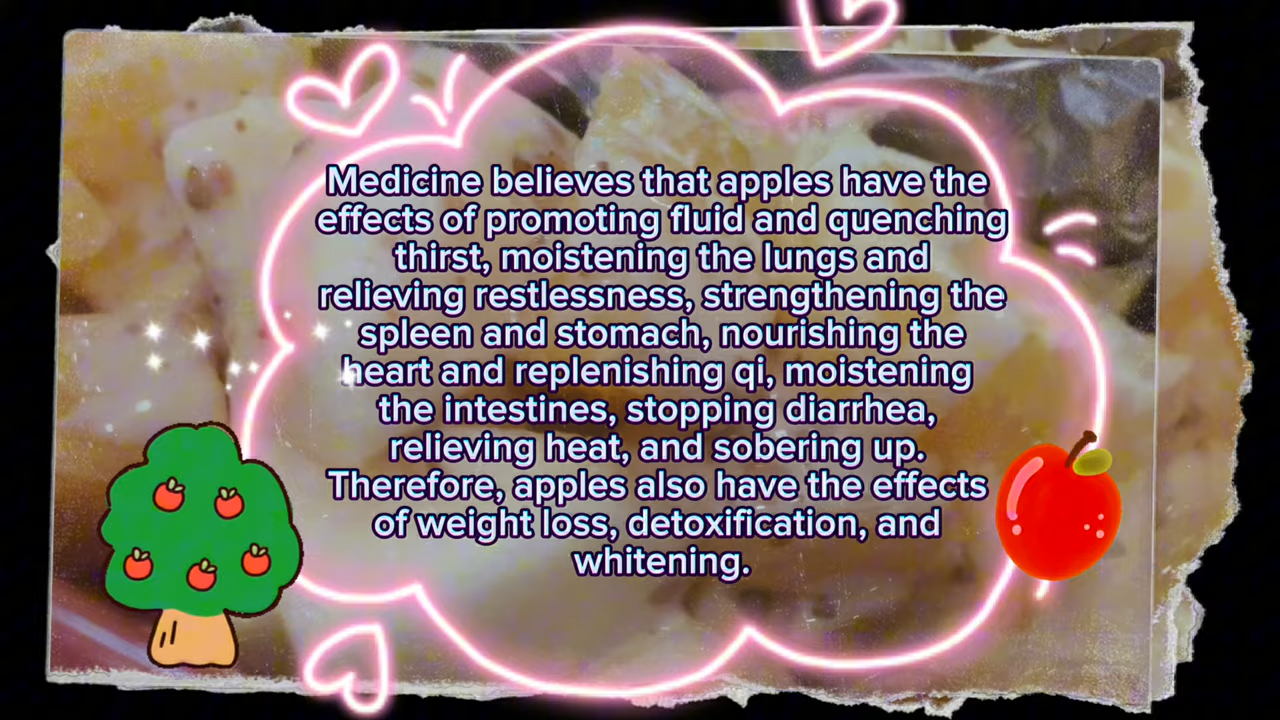 Medicine believes that apples have the
effects of promoting fluid and quenching
thirst, moistening the lungs and
relieving restlessness, strengthening the
spleen and stomach, nourishing the
heart and replenishing qi, moistening
the intestines, stopping diarrhea,
relieving heat, and sobering up.
Therefore, apples also have the effects
of weight loss, detoxification, and
whitening.